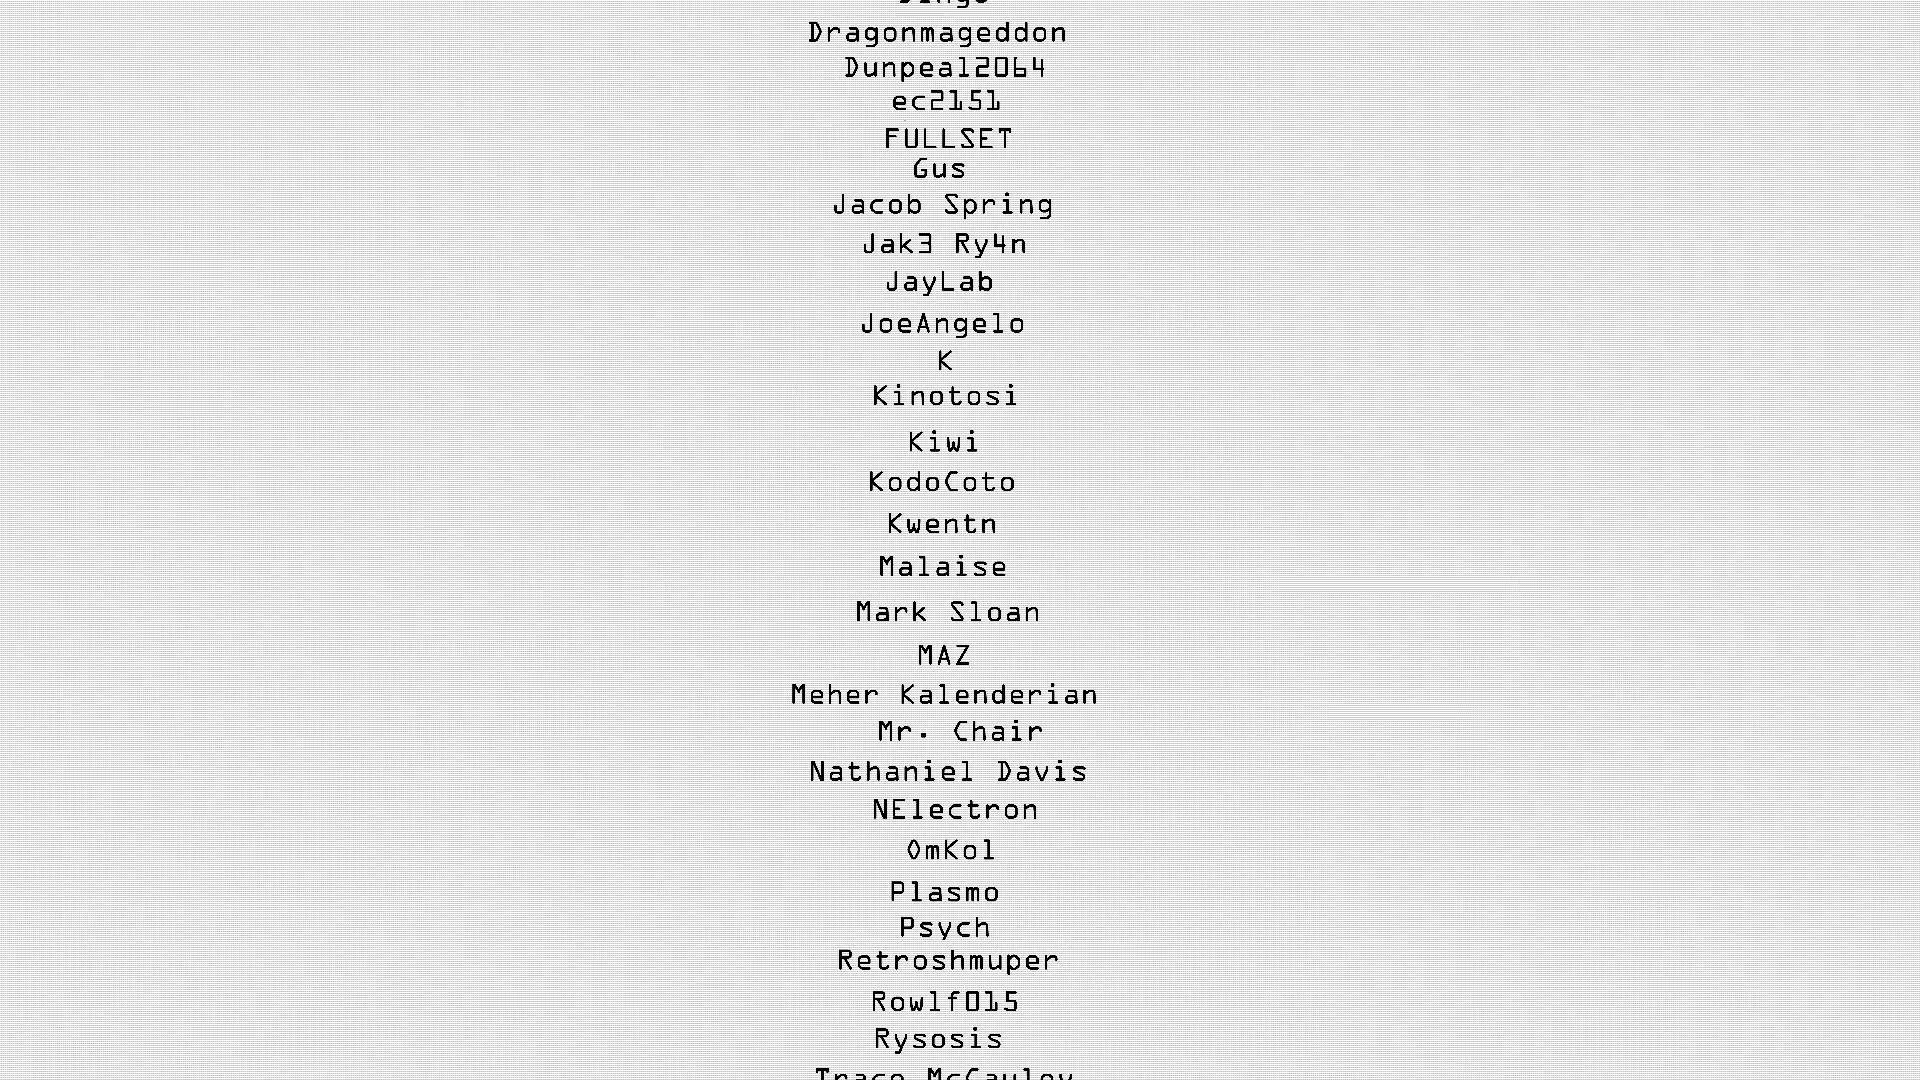 Dragonmageddon
Dunpeal2064
ec2151
FULLSET
Gus
Jacob Spring
Jak3 Ry4n
JayLab
JoeAngelo
K
Kinotosi
Kiwi
KodoCoto
Kwentn
Malaise
Mark Sloan
MAZ
Meher Kalenderian
Mr. Chair
Nathaniel Davis
NElectron
OmKol
Plasmo
Psych
Retroshmuper
Rowlf015
Rysosis